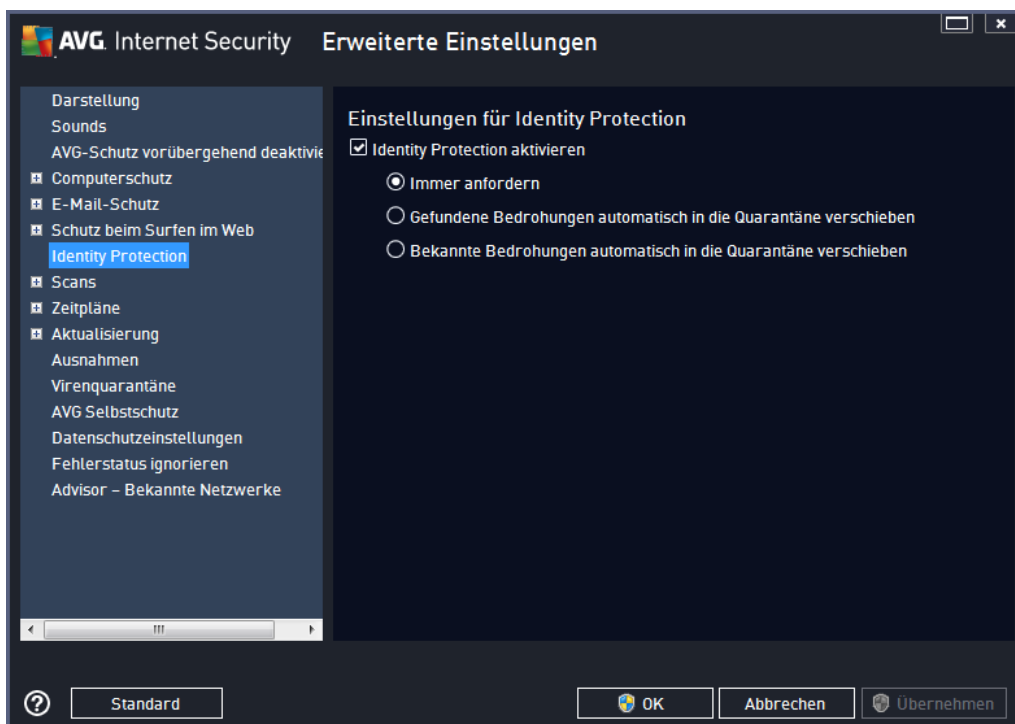 AVG. Internet Security Erweiterte Einstellungen
Darstellung
Sounds
AVG-Schutz vorübergehend deaktivie
Computerschutz
E-Mail-Schutz
Schutz beim Surfen im Web
Identity Protection
Scans
Zeitpläne
Aktualisierung
Ausnahmen
Virenquarantäne
AVG Selbstschutz
Datenschutzeinstellungen
Fehlerstatus ignorieren
Advisor – Bekannte Netzwerke
Einstellungen für Identity Protection
Identity Protection aktivieren
Immer anfordern
Gefundene Bedrohungen automatisch in die Quarantäne verschieben
Bekannte Bedrohungen automatisch in die Quarantäne verschieben
? Standard OK Abbrechen Übernehmen